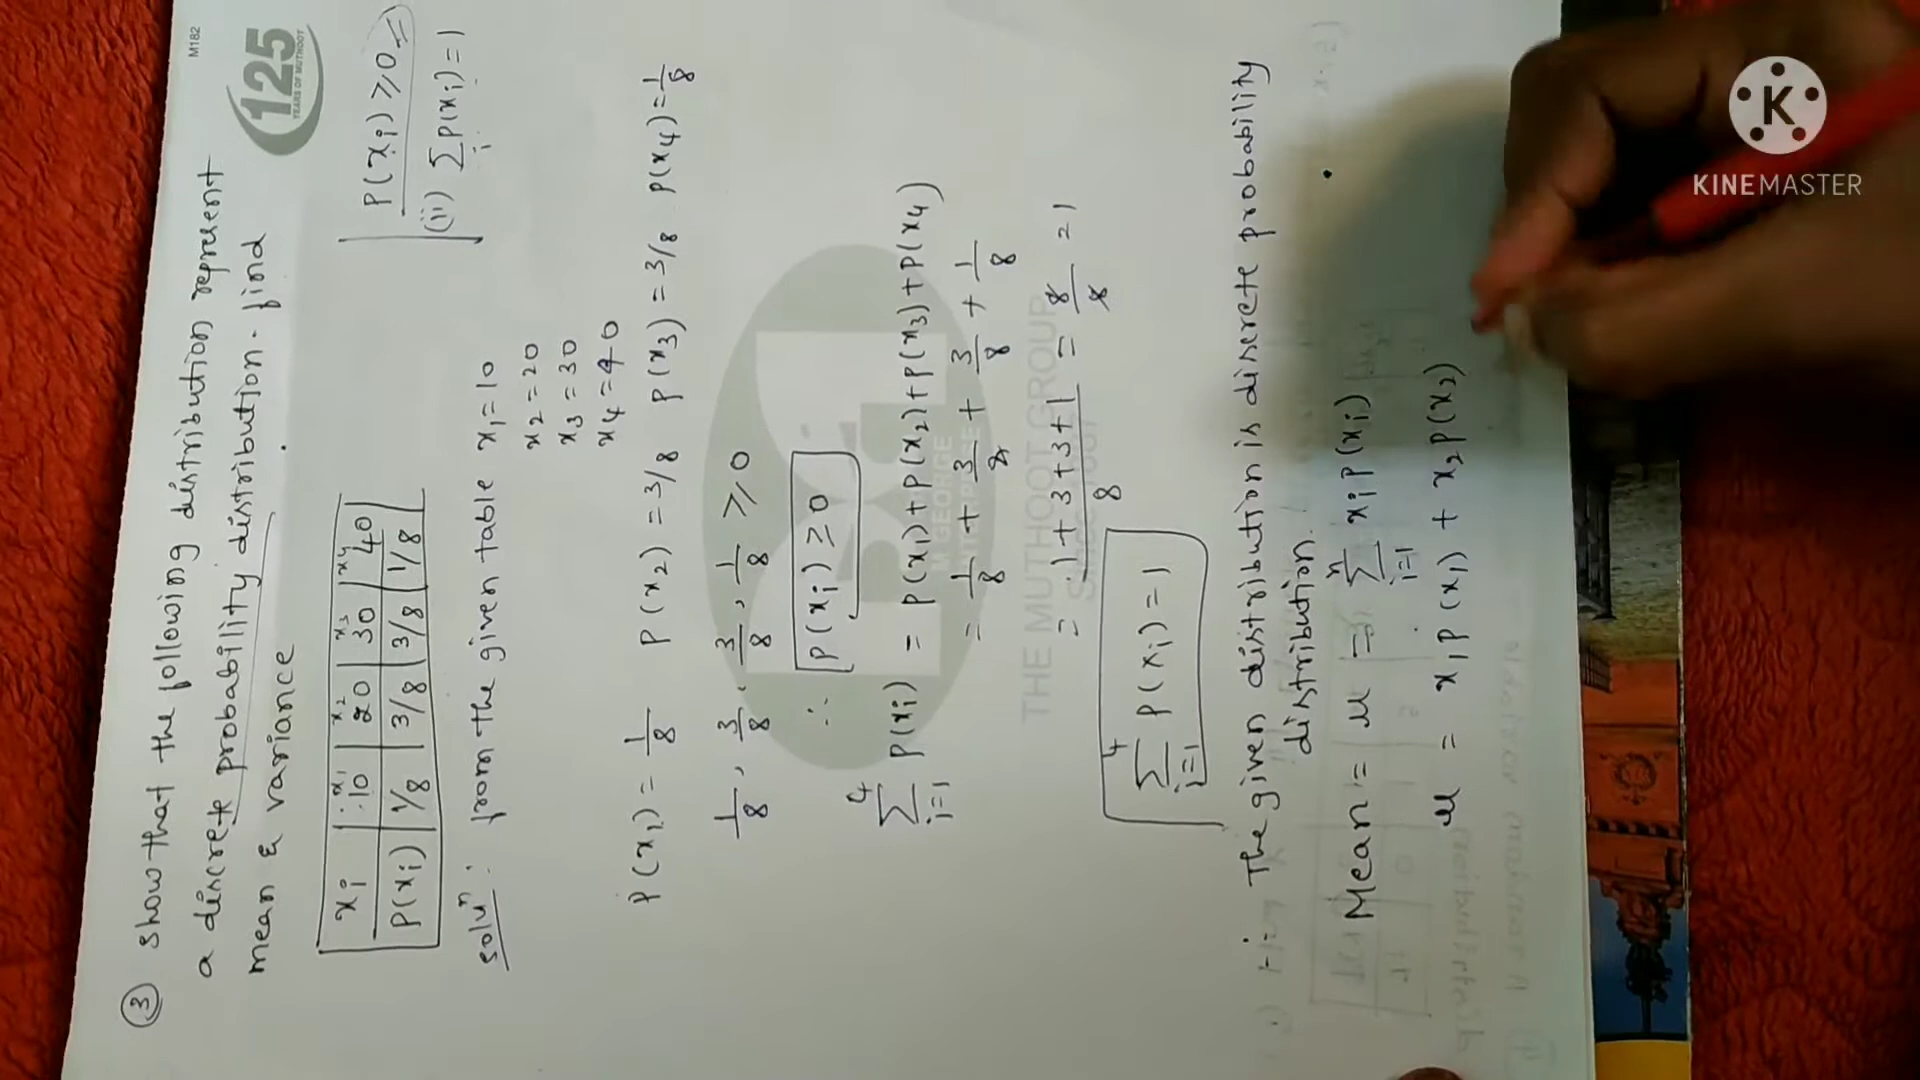 M182
125
YEARS OF MUTHOOT
③ show that the following distribution represent
a discrete probability distribution. find
mean & variance
x₁ x₂ x₃ x₄
xi 10 20 30 40
P(xi) 1/8 3/8 3/8 1/8
P(xi) ≥ 0
(ii) ∑ P(xi) = 1
i
soluⁿ: from the given table x₁ = 10
x₂ = 20
x₃ = 30
x₄ = 40
P(x₁) = 1/8 P(x₂) = 3/8 P(x₃) = 3/8 P(x₄) = 1/8
1/8, 3/8, 3/8, 1/8 ≥ 0
∴ P(xi) ≥ 0
4∑i=1 P(xi) = P(x₁) + P(x₂) + P(x₃) + P(x₄)
= 1/8 + 3/8 + 3/8 + 1/8
= 1+3+3+1/8 = 8/8 = 1
4∑i=1 P(xi) = 1
THE MUTHOOT GROUP
∴ The given distribution is discrete probability
distribution.
Mean = μ = n∑i=1 xi P(xi)
μ = x₁ P(x₁) + x₂ P(x₂)
K
KINEMASTER